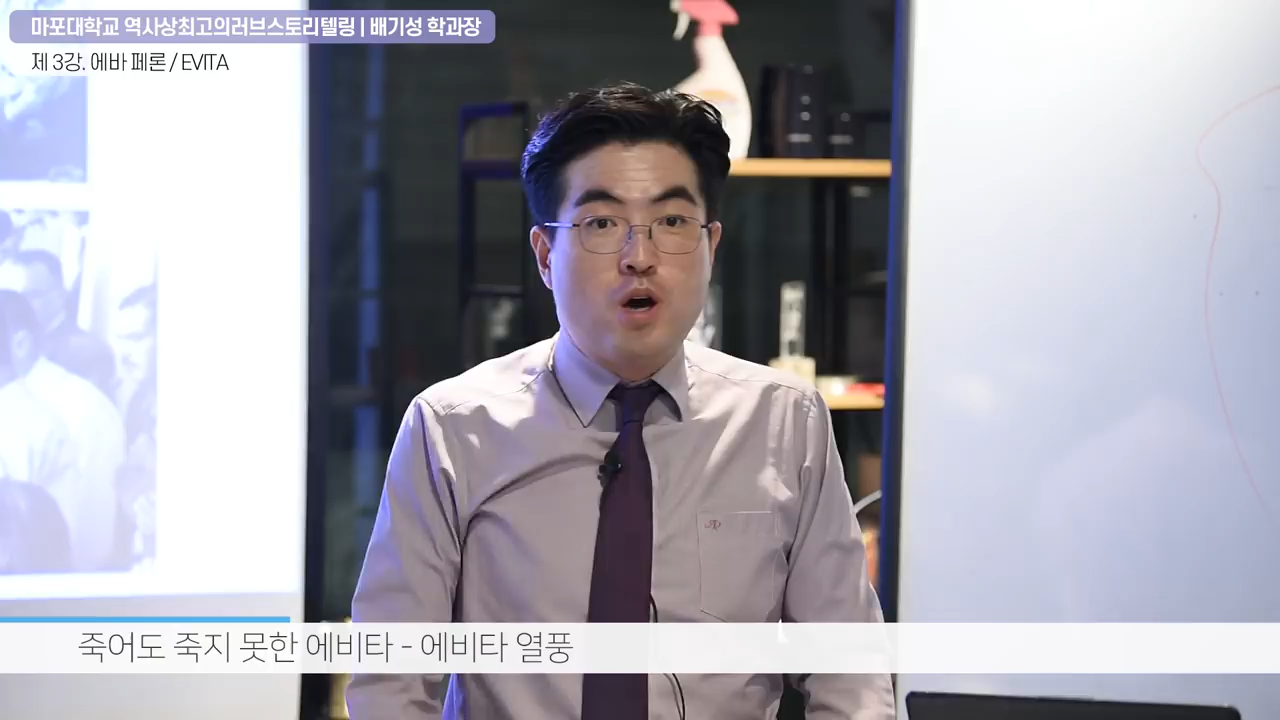 마포대학교 역사상최고의러브스토리텔링 | 배기성 학과장
제 3강. 에바 페론 / EVITA
죽어도 죽지 못한 에비타 - 에비타 열풍